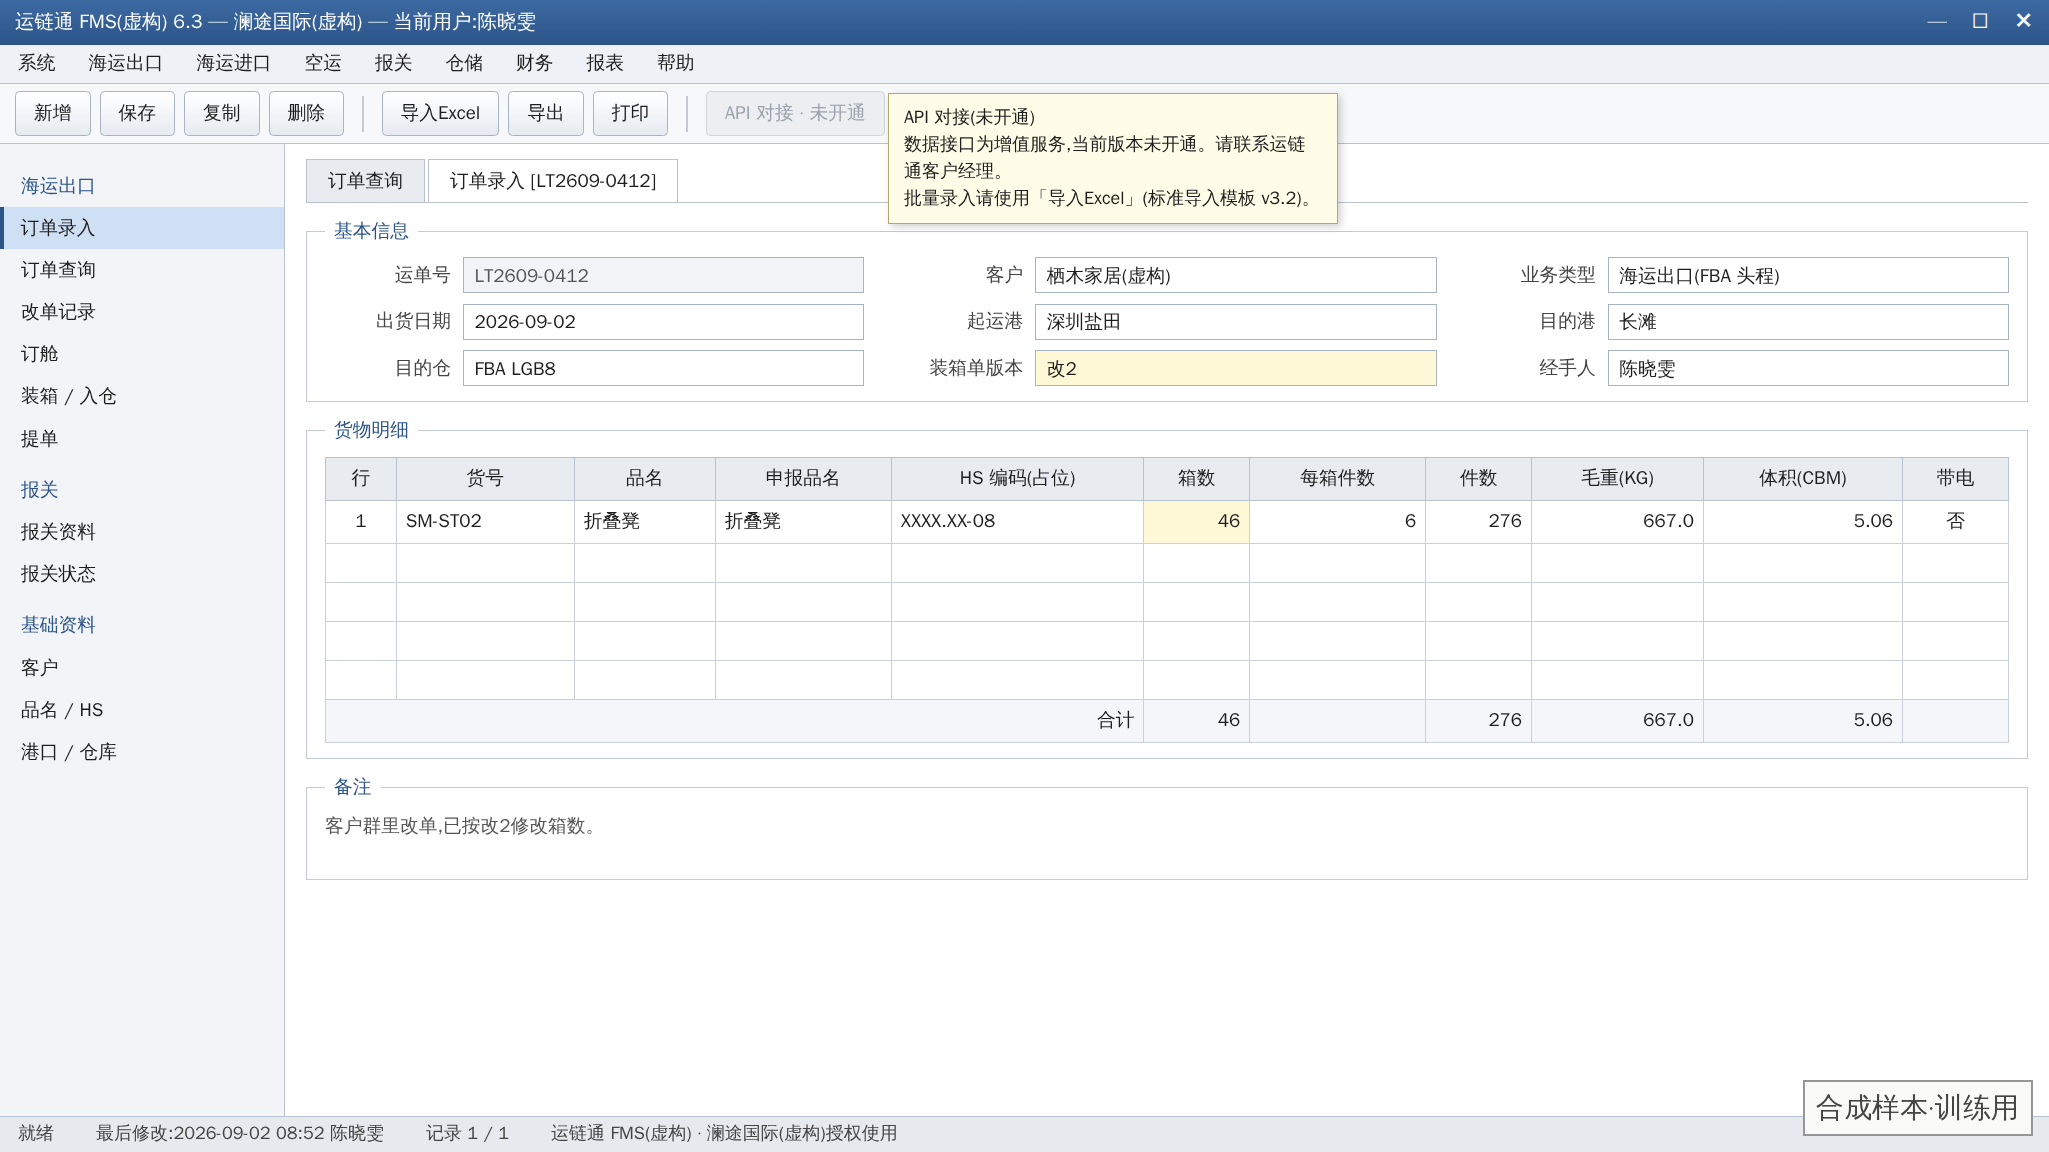 运链通 FMS(虚构) 6.3 — 澜途国际(虚构) — 当前用户:陈晓雯
系统 海运出口 海运进口 空运 报关 仓储 财务 报表 帮助
新增 保存 复制 删除 导入Excel 导出 打印 API 对接 · 未开通
API 对接(未开通)
数据接口为增值服务,当前版本未开通。请联系运链
通客户经理。
批量录入请使用「导入Excel」(标准导入模板 v3.2)。
海运出口
订单录入
订单查询
改单记录
订舱
装箱 / 入仓
提单
报关
报关资料
报关状态
基础资料
客户
品名 / HS
港口 / 仓库
订单查询 订单录入 [LT2609-0412]
基本信息
运单号 LT2609-0412 客户 栖木家居(虚构) 业务类型 海运出口(FBA 头程)
出货日期 2026-09-02 起运港 深圳盐田 目的港 长滩
目的仓 FBA LGB8 装箱单版本 改2 经手人 陈晓雯
货物明细
行 货号 品名 申报品名 HS 编码(占位) 箱数 每箱件数 件数 毛重(KG) 体积(CBM) 带电
1 SM-ST02 折叠凳 折叠凳 XXXX.XX-08 46 6 276 667.0 5.06 否
合计 46 276 667.0 5.06
备注
客户群里改单,已按改2修改箱数。
就绪 最后修改:2026-09-02 08:52 陈晓雯 记录 1 / 1 运链通 FMS(虚构) · 澜途国际(虚构)授权使用
合成样本·训练用